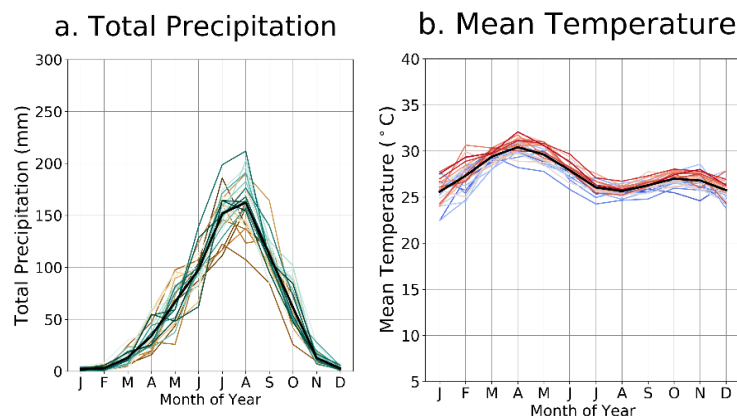 a. Total Precipitation
300
250
200
150
100
50
0
Total Precipitation (mm)
J F M A M J J A S O N D
Month of Year
b. Mean Temperature
40
35
30
25
20
15
10
5
Mean Temperature (°C)
J F M A M J J A S O N D
Month of Year